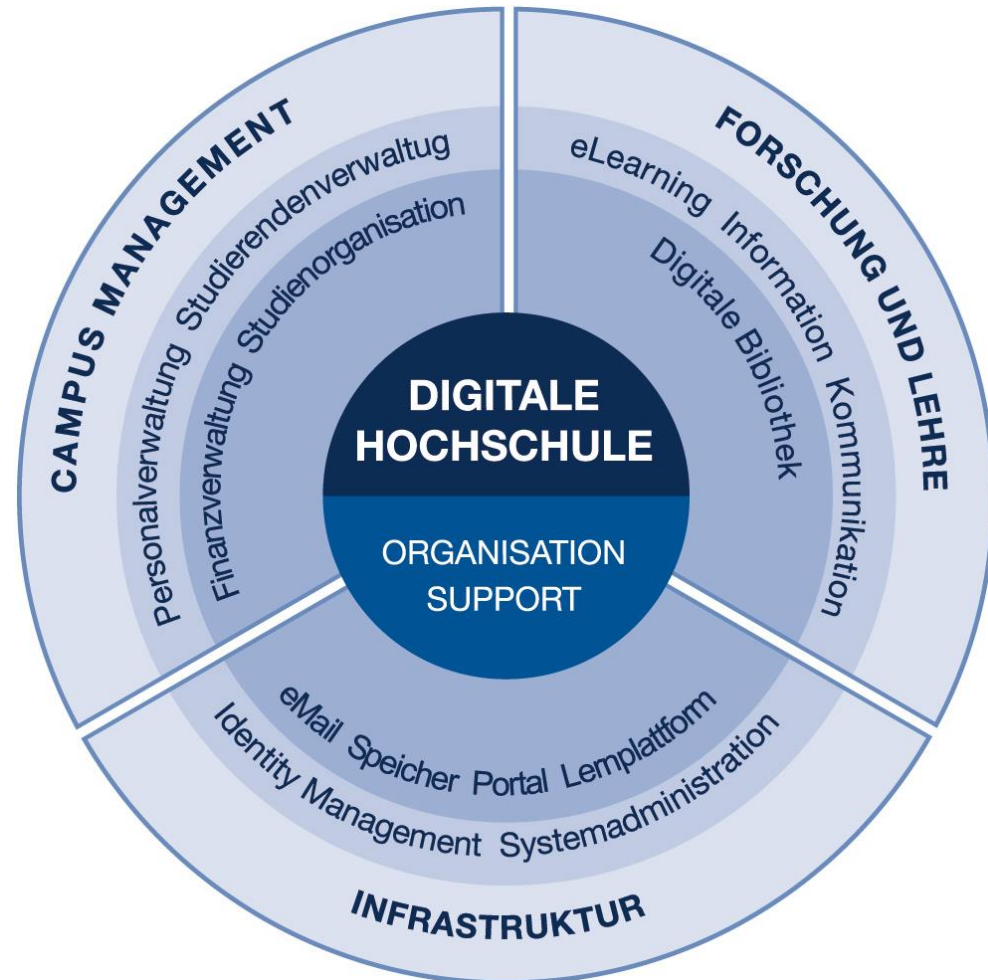 CAMPUS MANAGEMENT
Personalverwaltung Studierendenverwaltug
Finanzverwaltung Studienorganisation
FORSCHUNG UND LEHRE
eLearning Information Kommunikation
Digitale Bibliothek
DIGITALE
HOCHSCHULE
ORGANISATION
SUPPORT
eMail Speicher Portal Lernplattform
Identity Management Systemadministration
INFRASTRUKTUR